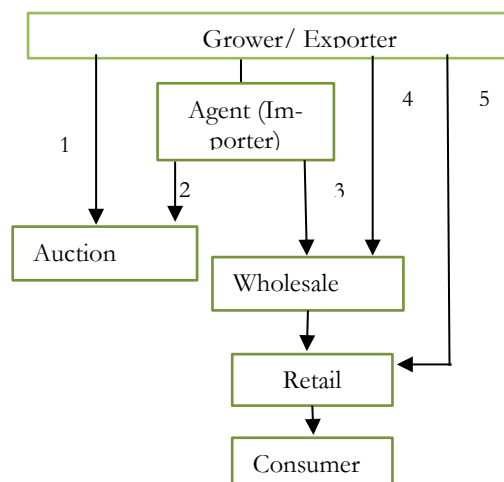 Grower/ Exporter
4
5
Agent (Im-
porter)
1
2
3
Auction
Wholesale
Retail
Consumer